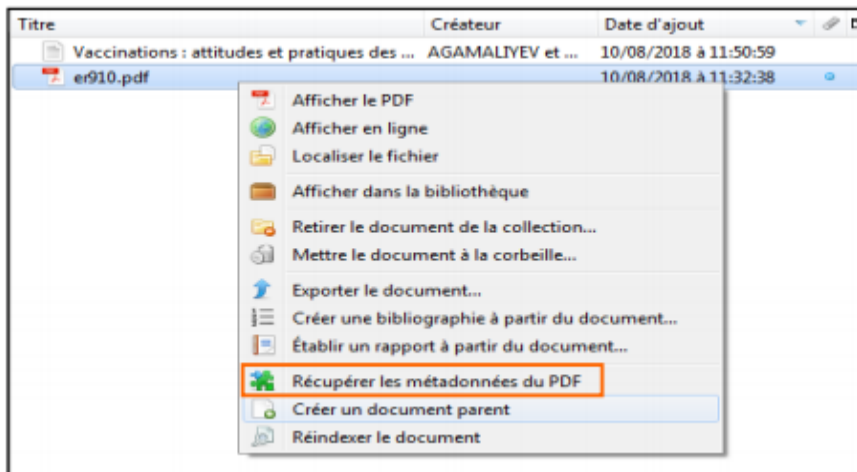 Titre Créateur Date d'ajout
Vaccinations : attitudes et pratiques des ... AGAMALIYEV et ... 10/08/2018 à 11:50:59
er910.pdf 10/08/2018 à 11:32:38
Afficher le PDF
Afficher en ligne
Localiser le fichier
Afficher dans la bibliothèque
Retirer le document de la collection...
Mettre le document à la corbeille...
Exporter le document...
Créer une bibliographie à partir du document...
Établir un rapport à partir du document...
Récupérer les métadonnées du PDF
Créer un document parent
Réindexer le document